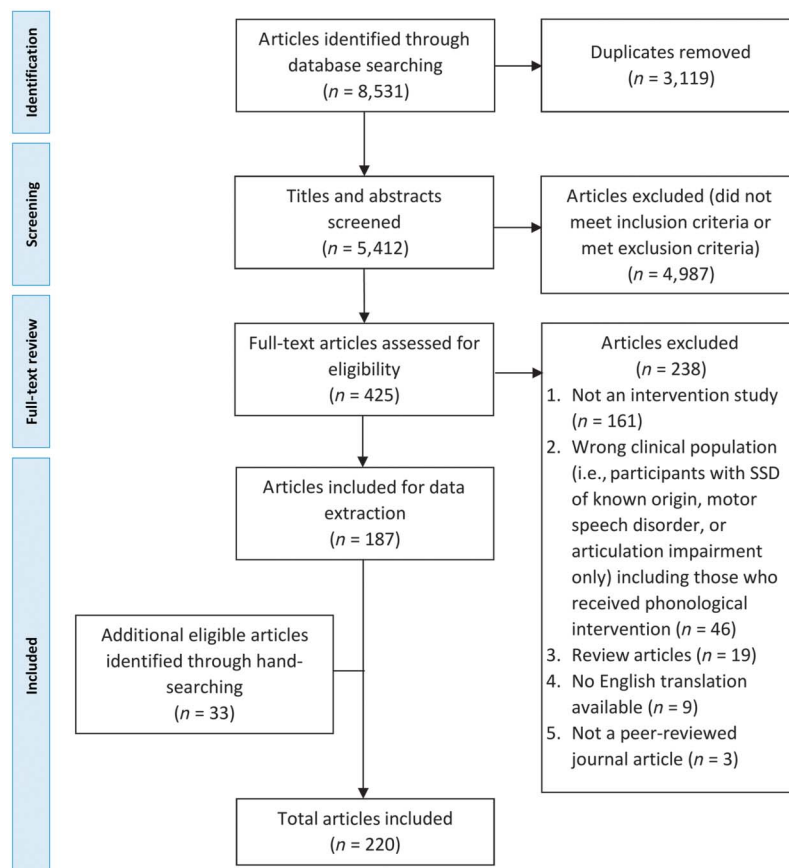 Identification
Articles identified through
database searching
(n = 8,531)
Duplicates removed
(n = 3,119)
Screening
Titles and abstracts
screened
(n = 5,412)
Articles excluded (did not
meet inclusion criteria or
met exclusion criteria)
(n = 4,987)
Full-text review
Full-text articles assessed for
eligibility
(n = 425)
Articles excluded
(n = 238)
1. Not an intervention study
(n = 161)
2. Wrong clinical population
(i.e., participants with SSD
of known origin, motor
speech disorder, or
articulation impairment
only) including those who
received phonological
intervention (n = 46)
3. Review articles (n = 19)
4. No English translation
available (n = 9)
5. Not a peer-reviewed
journal article (n = 3)
Included
Articles included for data
extraction
(n = 187)
Additional eligible articles
identified through hand-
searching
(n = 33)
Total articles included
(n = 220)